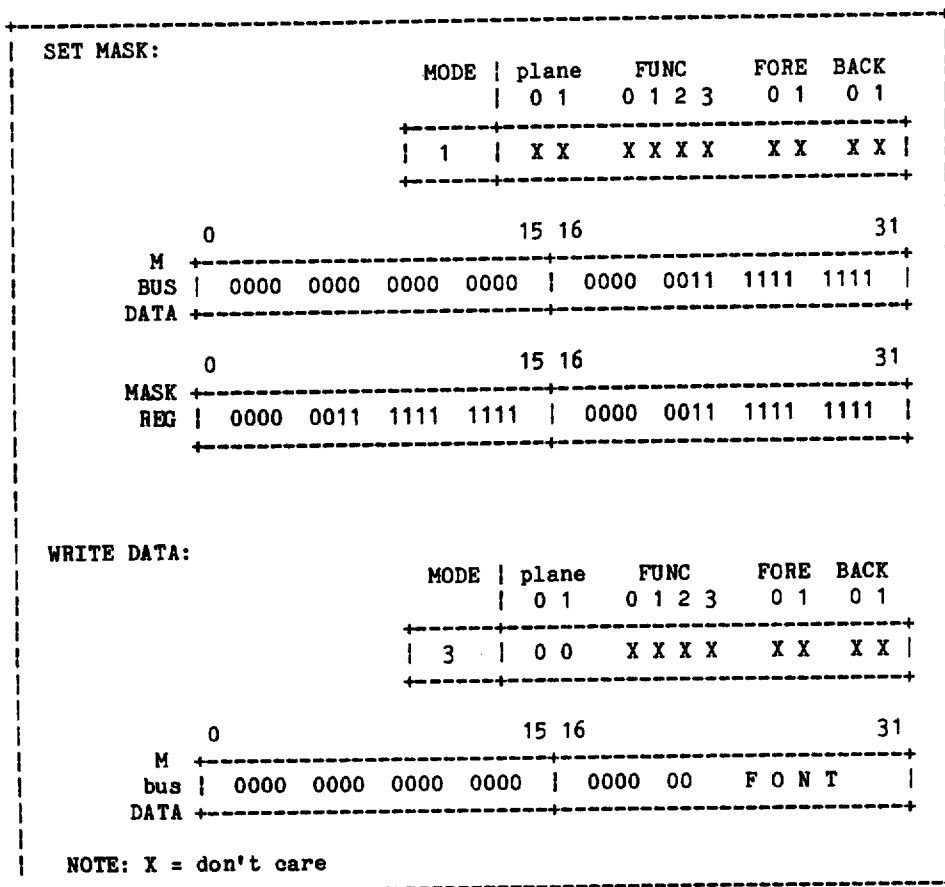 SET MASK:
MODE | plane FUNC FORE BACK
| 0 1 0 1 2 3 0 1 0 1
| 1 | X X X X X X X X X X |
0 15 16 31
M
BUS | 0000 0000 0000 0000 | 0000 0011 1111 1111 |
DATA
0 15 16 31
MASK
REG | 0000 0011 1111 1111 | 0000 0011 1111 1111 |
WRITE DATA:
MODE | plane FUNC FORE BACK
| 0 1 0 1 2 3 0 1 0 1
| 3 | 0 0 X X X X X X X X |
0 15 16 31
M
bus | 0000 0000 0000 0000 | 0000 00 F O N T |
DATA
NOTE: X = don't care